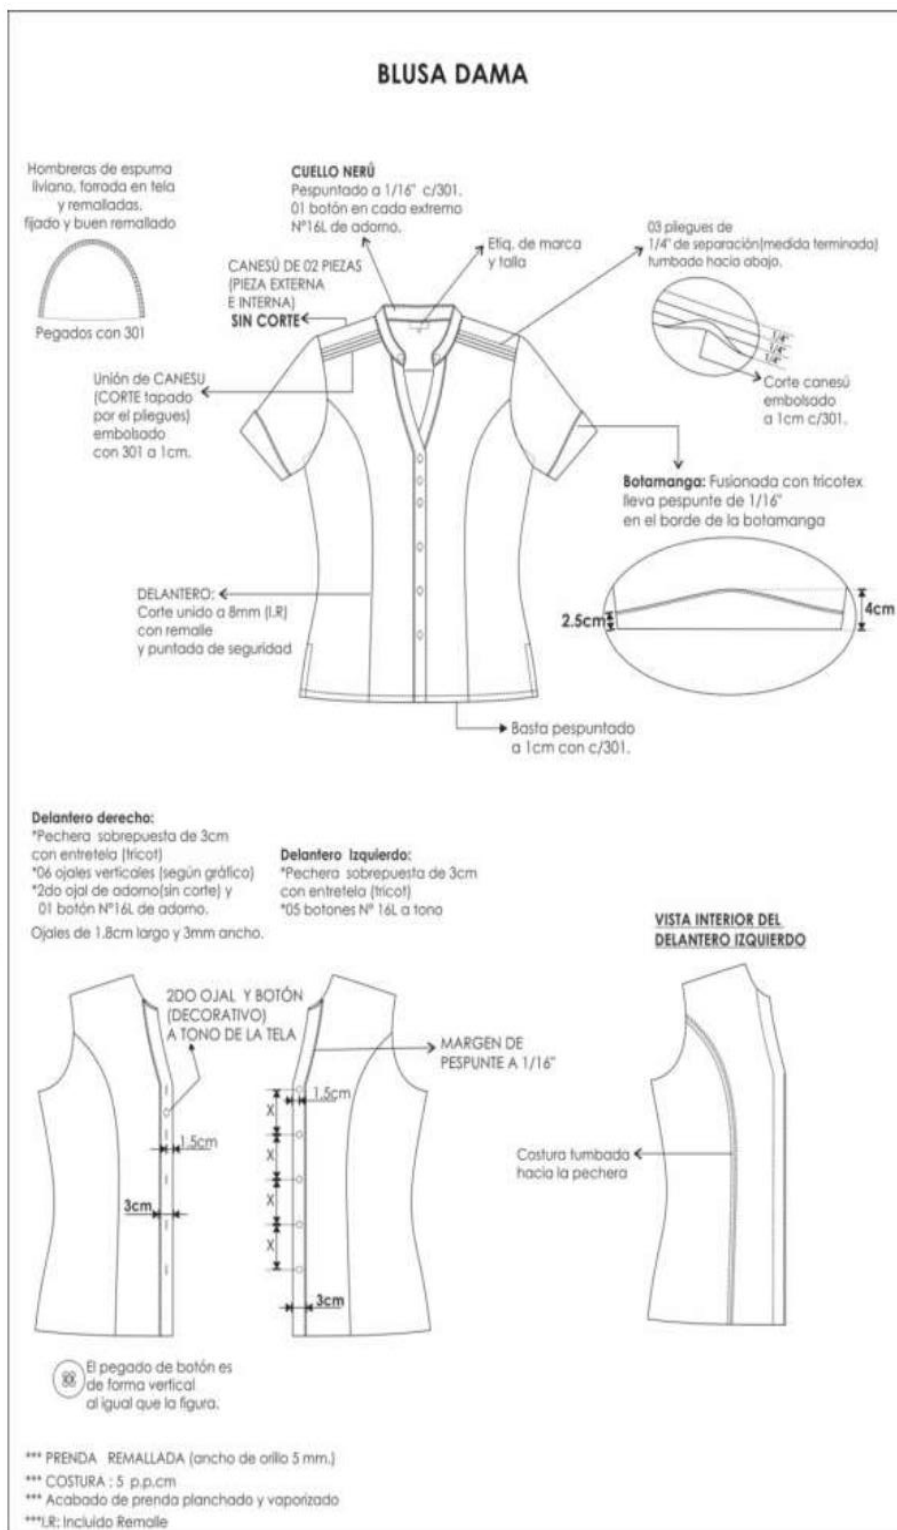 BLUSA DAMA
Hombreras de espuma
liviano, forrada en tela
y remalladas,
fijado y buen remallado
Pegados con 301
CUELLO NERÚ
Pespuntado a 1/16" c/301.
01 botón en cada extremo
N°16L de adorno.
Etiq. de marca
y talla
03 pliegues de
1/4" de separación(medida terminada)
tumbado hacia abajo.
CANESÚ DE 02 PIEZAS
(PIEZA EXTERNA
E INTERNA)
SIN CORTE
Unión de CANESU
(CORTE tapado
por el pliegues)
embolsado
con 301 a 1cm.
Corte canesú
embolsado
a 1cm c/301.
Botamanga: Fusionada con tricotex
lleva pespunte de 1/16"
en el borde de la botamanga
2.5cm
4cm
DELANTERO:
Corte unido a 8mm (I.R)
con remalle
y puntada de seguridad
Basta pespuntado
a 1cm con c/301.
Delantero derecho:
*Pechera sobrepuesta de 3cm
con entretela (tricot)
*06 ojales verticales (según gráfico)
*2do ojal de adorno(sin corte) y
01 botón N°16L de adorno.
Ojales de 1.8cm largo y 3mm ancho.
Delantero Izquierdo:
*Pechera sobrepuesta de 3cm
con entretela (tricot)
*05 botones N° 16L a tono
VISTA INTERIOR DEL
DELANTERO IZQUIERDO
2DO OJAL Y BOTÓN
(DECORATIVO)
A TONO DE LA TELA
MARGEN DE
PESPUNTE A 1/16"
1.5cm
X
1.5cm
X
X
X
3cm
3cm
Costura tumbada
hacia la pechera
El pegado de botón es
de forma vertical
al igual que la figura.
*** PRENDA REMALLADA (ancho de orillo 5 mm.)
*** COSTURA : 5 p.p.cm
*** Acabado de prenda planchado y vaporizado
***I.R: Incluido Remalle